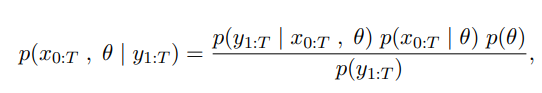 p(x_{0:T} , θ | y_{1:T}) = \frac{p(y_{1:T} | x_{0:T} , θ) p(x_{0:T} | θ) p(θ)}{p(y_{1:T})},